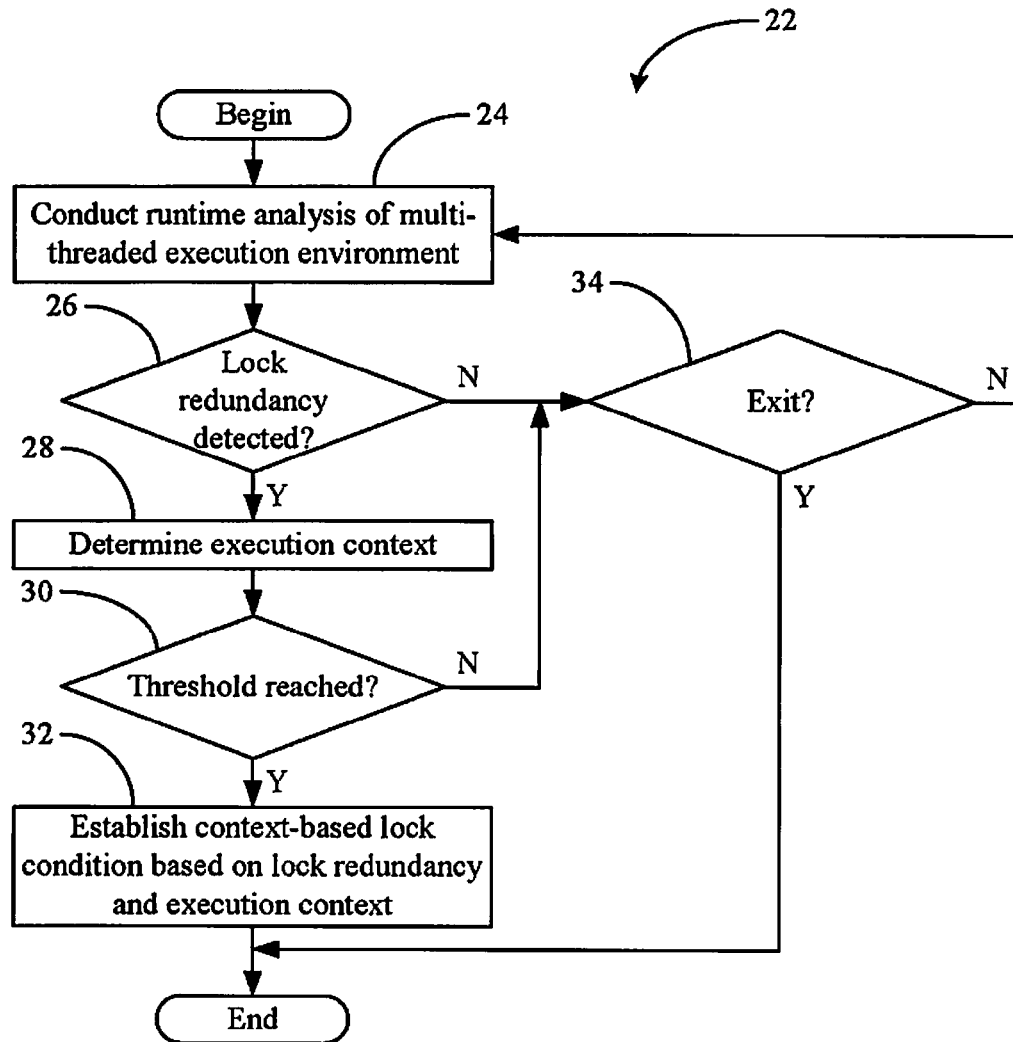 22
Begin
24
Conduct runtime analysis of multi-
threaded execution environment
26
34
Lock
redundancy
detected?
N
Exit?
N
28
Y
Y
Determine execution context
30
Threshold reached?
N
32
Y
Establish context-based lock
condition based on lock redundancy
and execution context
End